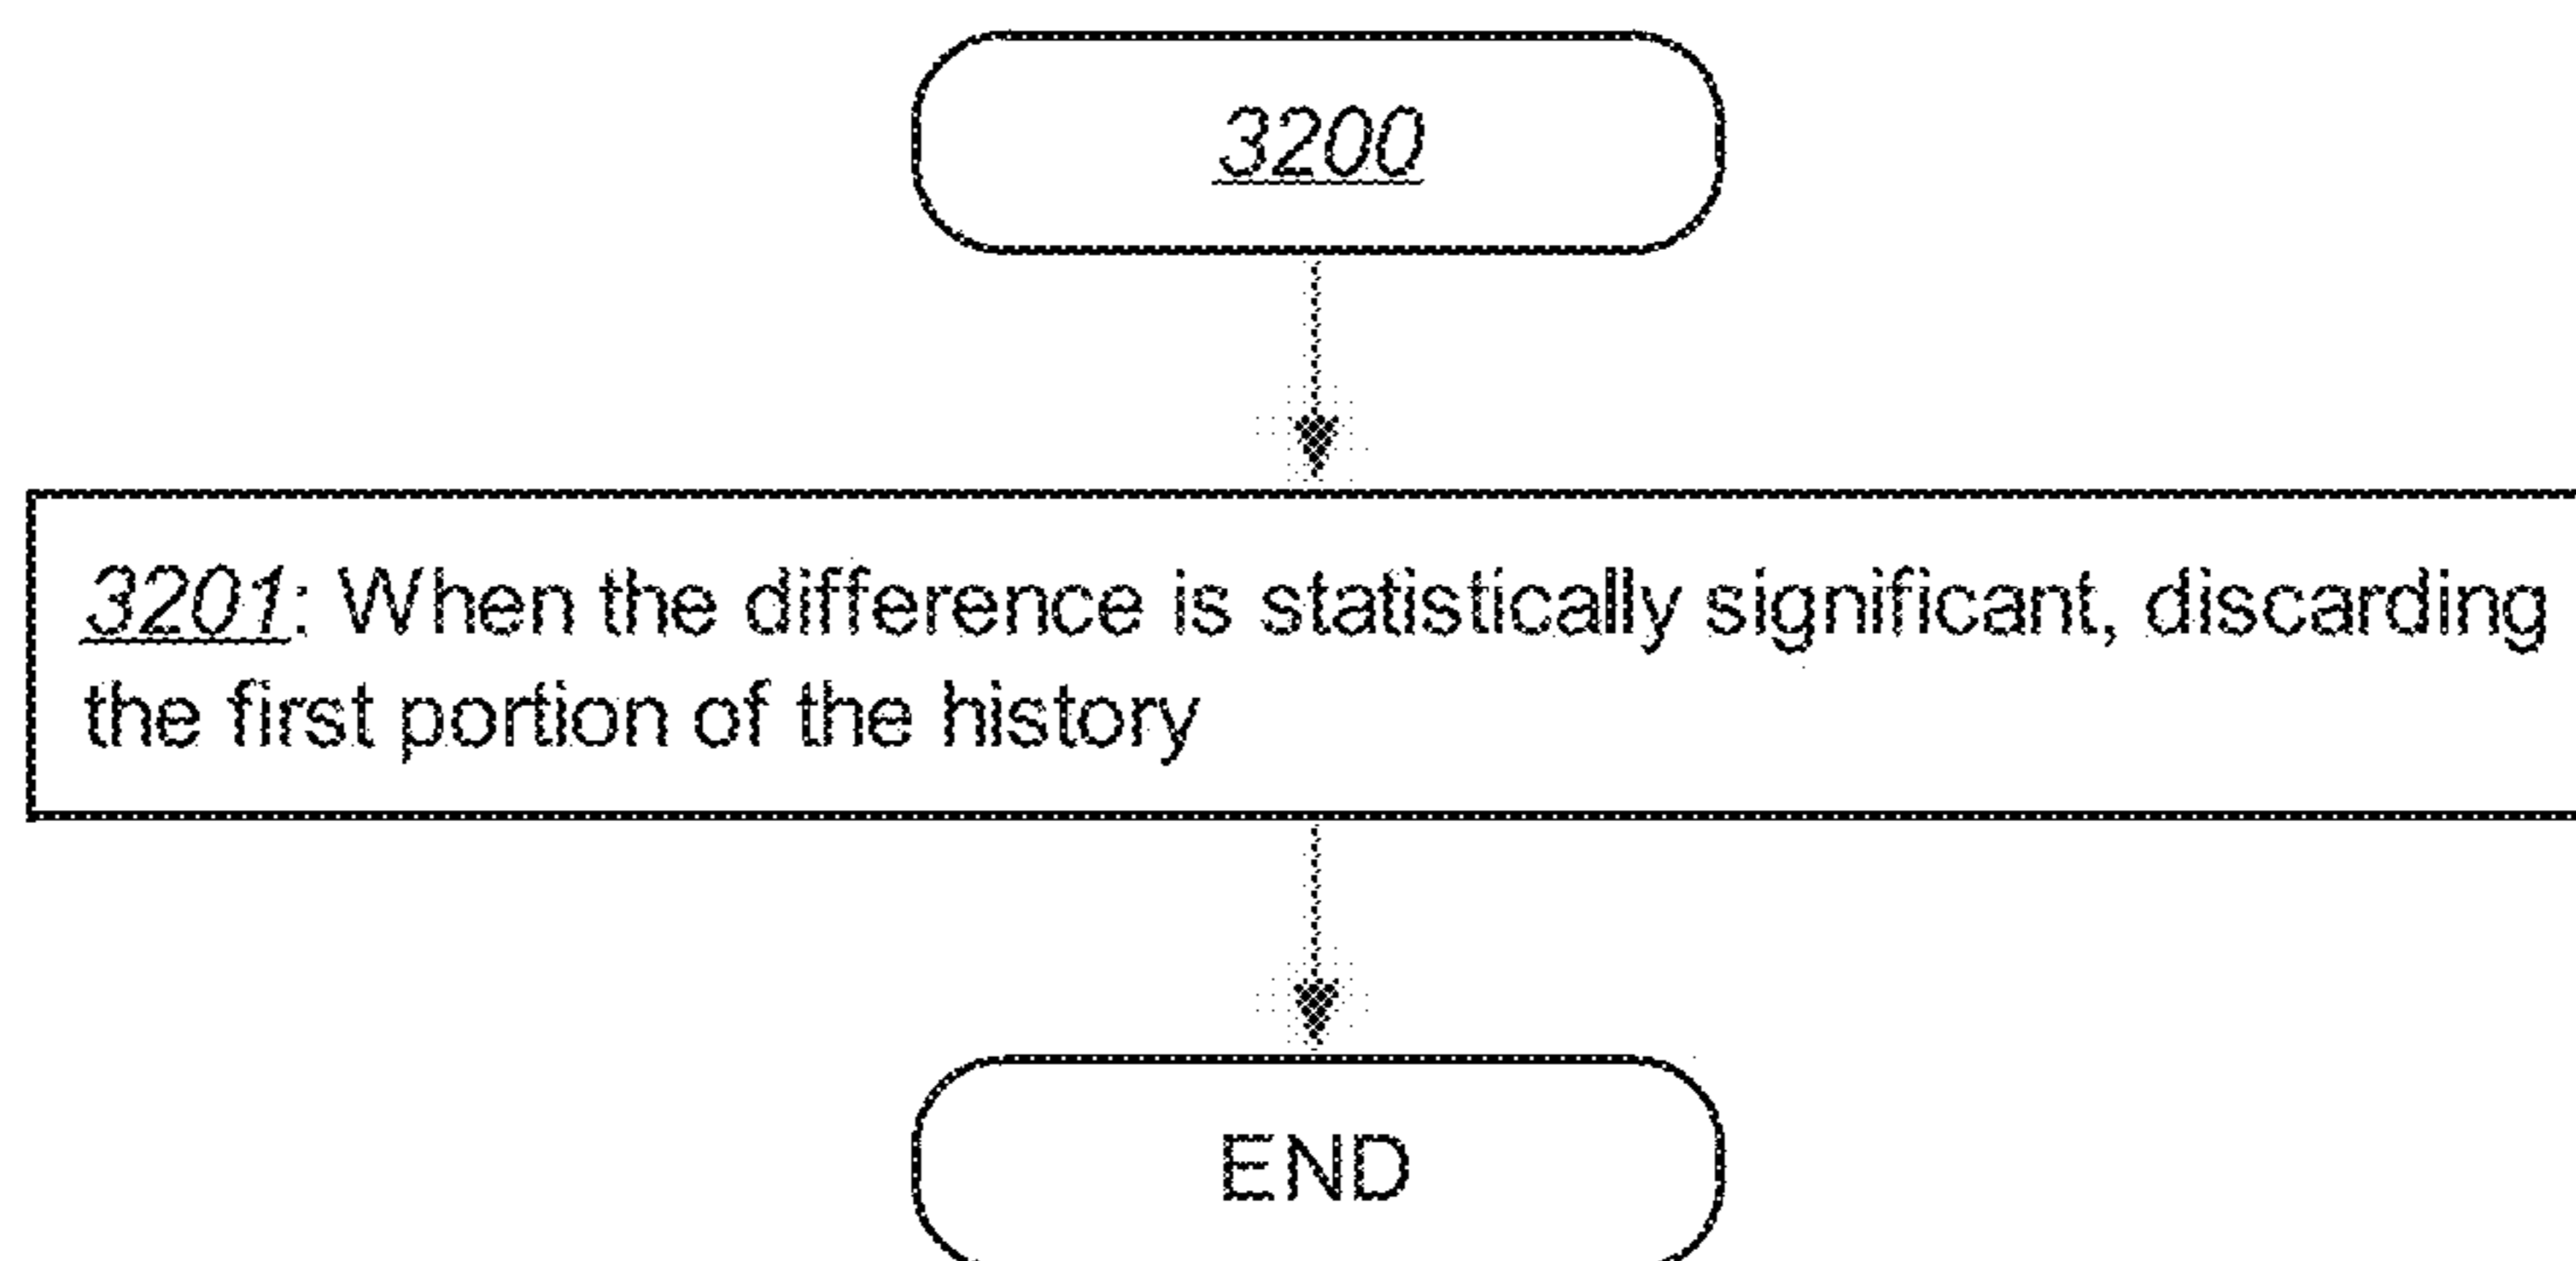 3200
3201: When the difference is statistically significant, discarding
the first portion of the history
END